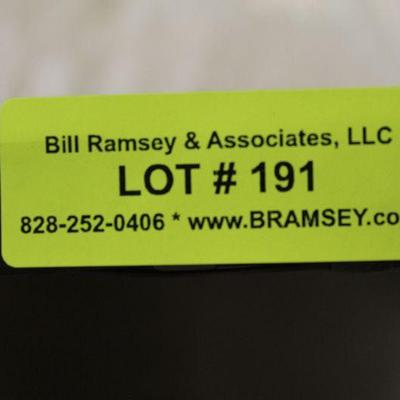 Bill Ramsey & Associates, LLC
LOT # 191
828-252-0406 * www.BRAMSEY.co